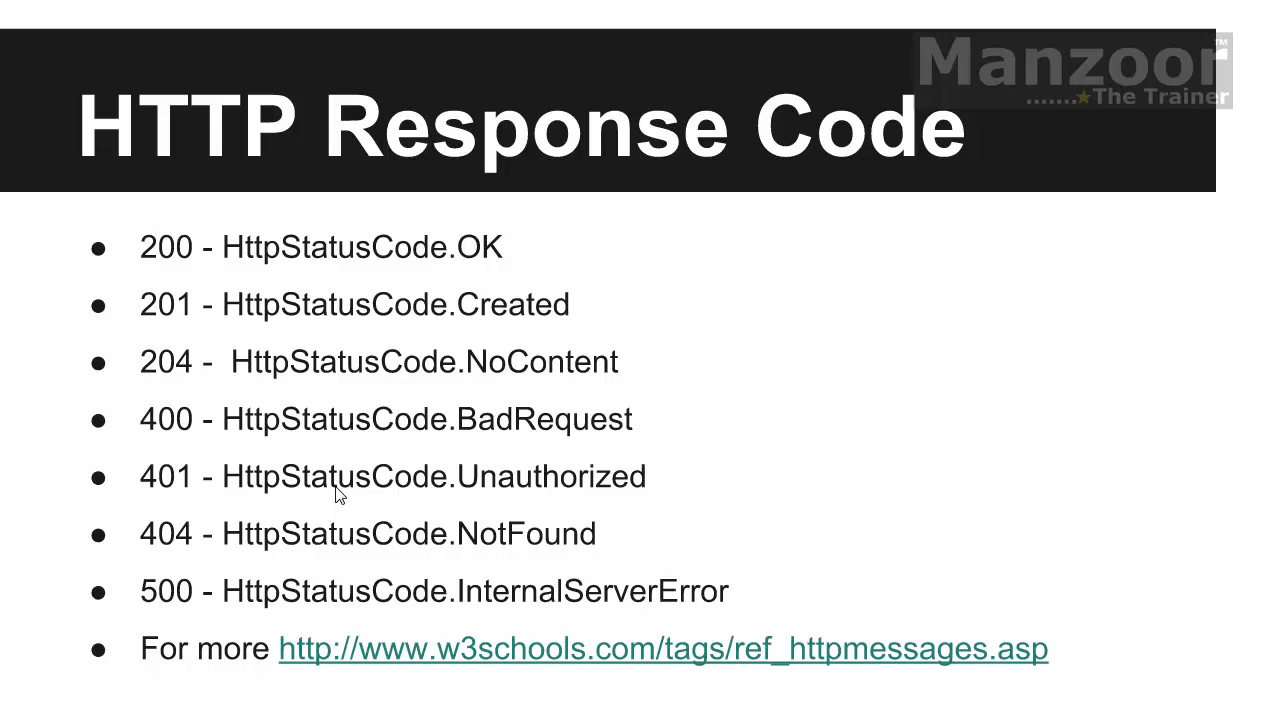 Manzoor™
.......★The Trainer
HTTP Response Code
● 200 - HttpStatusCode.OK
● 201 - HttpStatusCode.Created
● 204 -  HttpStatusCode.NoContent
● 400 - HttpStatusCode.BadRequest
● 401 - HttpStatusCode.Unauthorized
● 404 - HttpStatusCode.NotFound
● 500 - HttpStatusCode.InternalServerError
● For more http://www.w3schools.com/tags/ref_httpmessages.asp